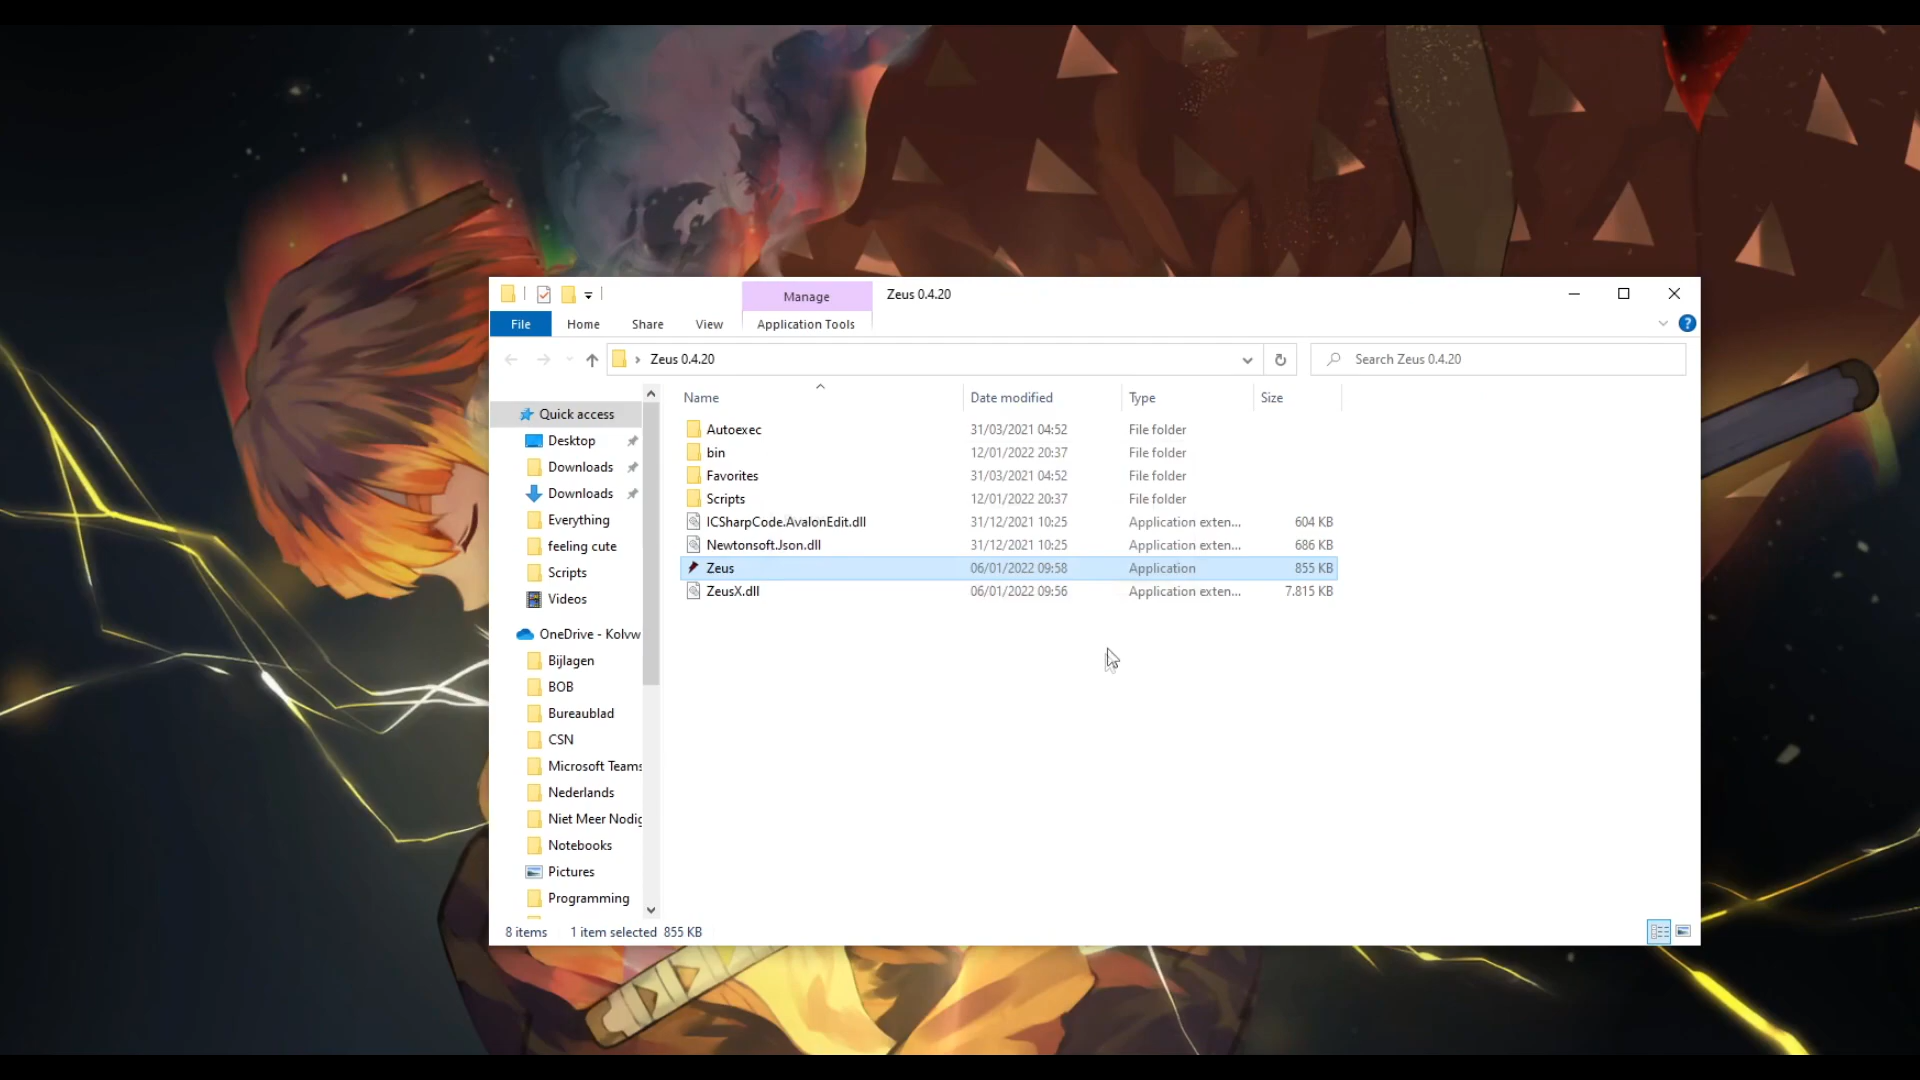 Manage
Zeus 0.4.20
File
Home
Share
View
Application Tools
Zeus 0.4.20
Search Zeus 0.4.20
Name
Date modified
Type
Size
Quick access
Desktop
Downloads
Downloads
Everything
feeling cute
Scripts
Videos
OneDrive - Kolvw
Bijlagen
BOB
Bureaublad
CSN
Microsoft Teams
Nederlands
Niet Meer Nodig
Notebooks
Pictures
Programming
Autoexec 31/03/2021 04:52 File folder
bin 12/01/2022 20:37 File folder
Favorites 31/03/2021 04:52 File folder
Scripts 12/01/2022 20:37 File folder
ICSharpCode.AvalonEdit.dll 31/12/2021 10:25 Application exten... 604 KB
Newtonsoft.Json.dll 31/12/2021 10:25 Application exten... 686 KB
Zeus 06/01/2022 09:58 Application 855 KB
ZeusX.dll 06/01/2022 09:56 Application exten... 7.815 KB
8 items 1 item selected 855 KB